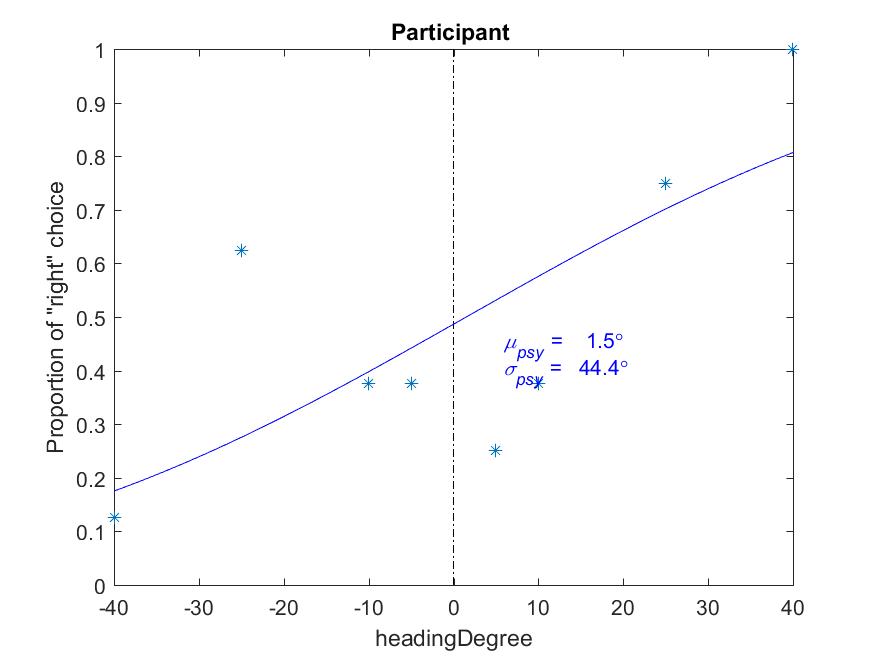 Participant
1
0.9
0.8
0.7
0.6
0.5
0.4
0.3
0.2
0.1
0
Proportion of "right" choice
μpsy = 1.5°
σpsy = 44.4°
-40 -30 -20 -10 0 10 20 30 40
headingDegree